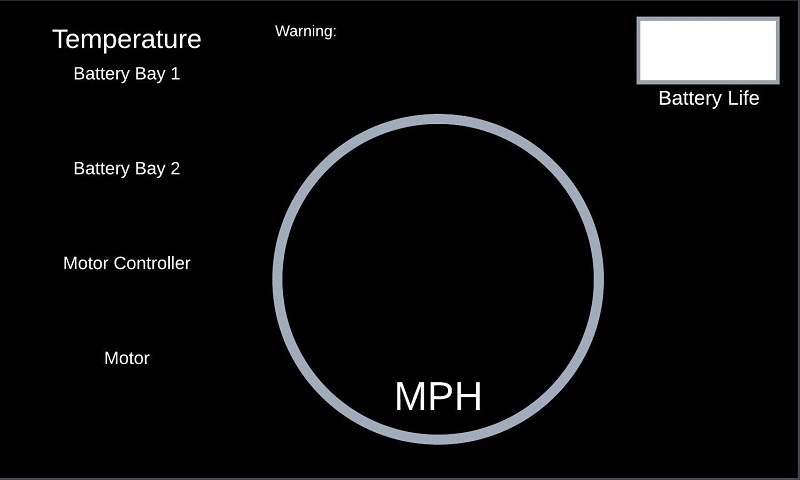 Temperature
Battery Bay 1
Battery Bay 2
Motor Controller
Motor
Warning:
MPH
Battery Life